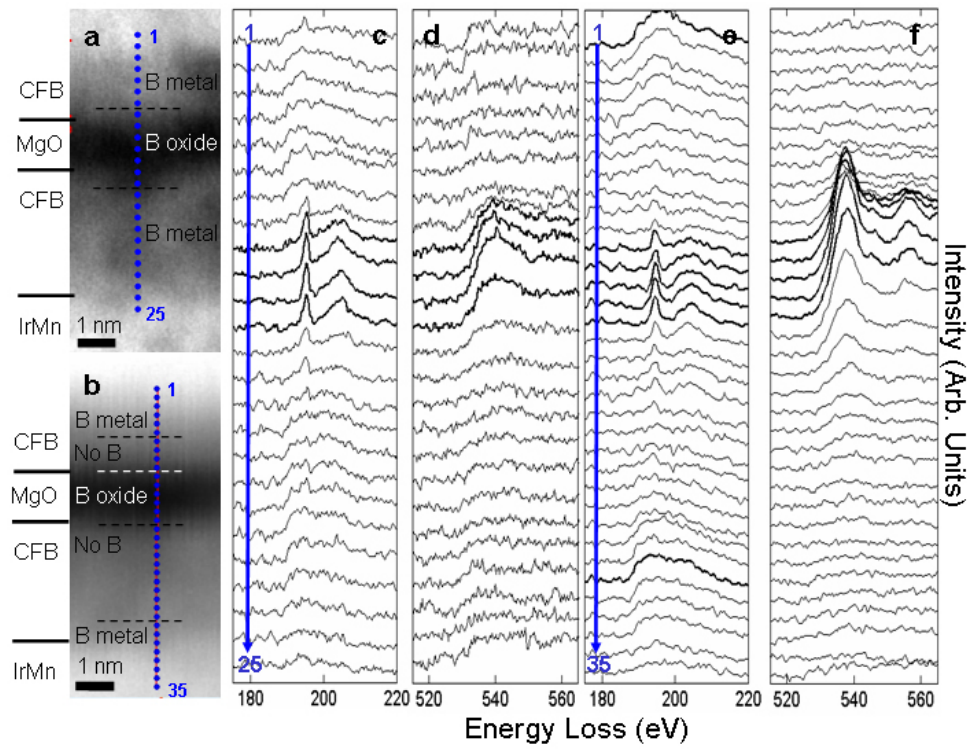 a
1
B metal
CFB
MgO
B oxide
CFB
B metal
25
IrMn
1 nm
b
1
B metal
CFB
No B
MgO
B oxide
No B
CFB
B metal
IrMn
1 nm
35
c
1
25
180 200 220
d
520 540 560
e
1
35
180 200 220
f
520 540 560
Energy Loss (eV)
Intensity (Arb. Units)